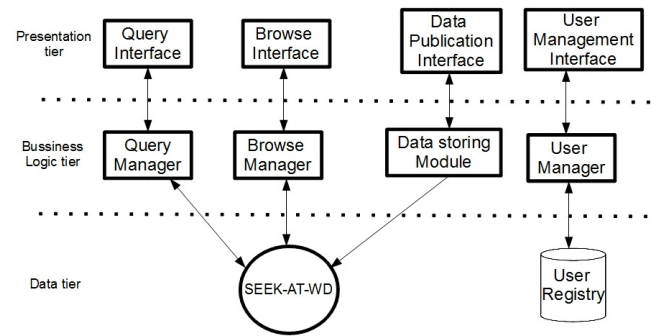 Presentation
tier
Query
Interface
Browse
Interface
Data
Publication
Interface
User
Management
Interface
Bussiness
Logic tier
Query
Manager
Browse
Manager
Data storing
Module
User
Manager
Data tier
SEEK-AT-WD
User
Registry